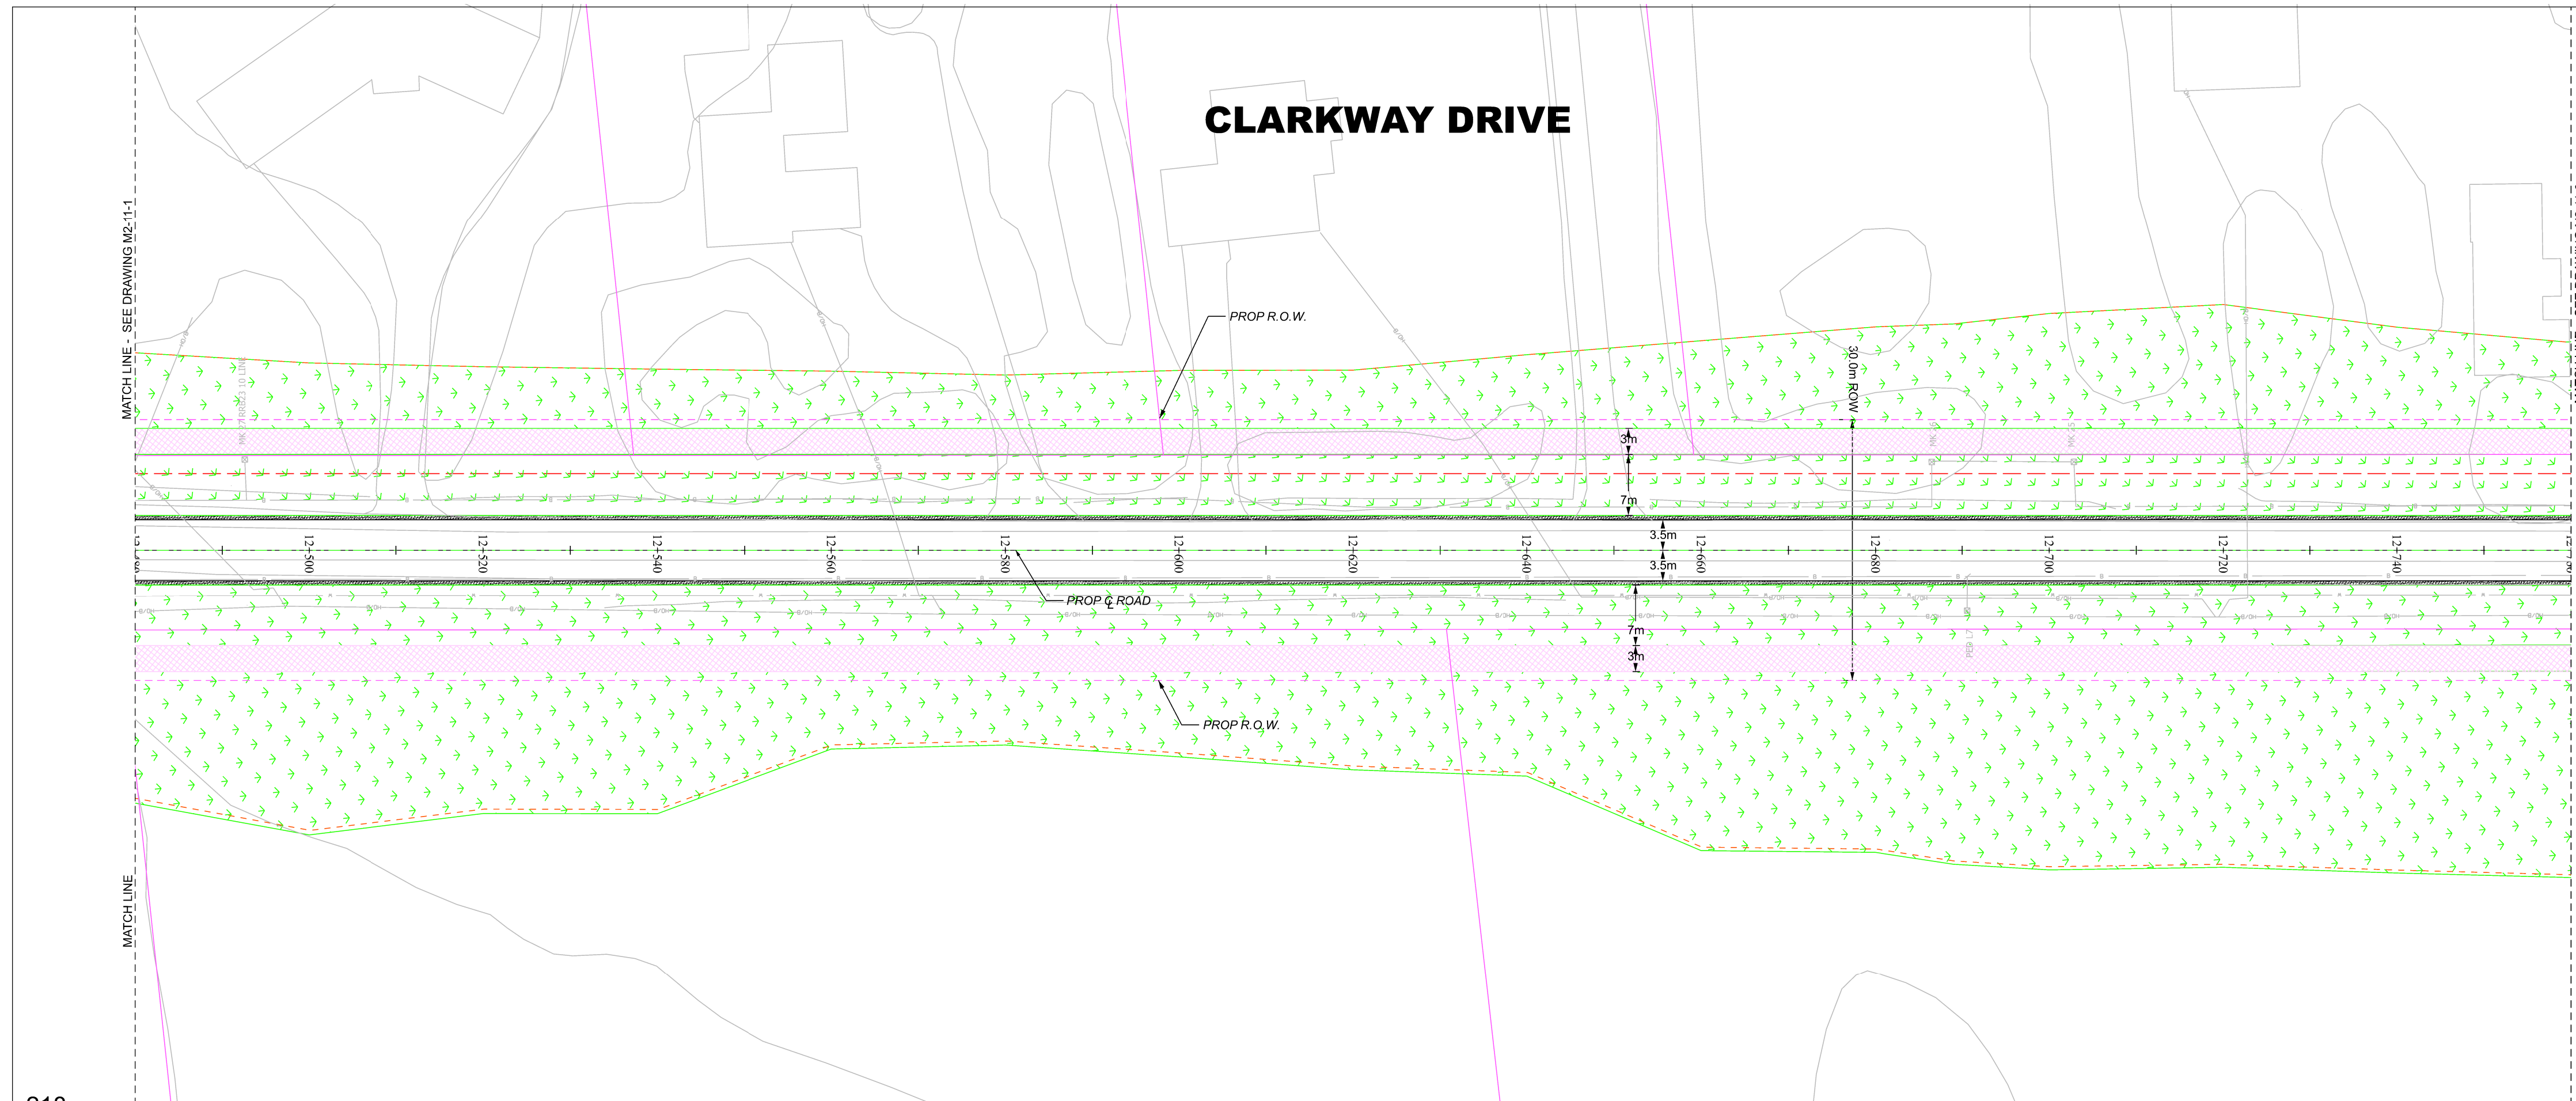 CLARKWAY DRIVE
MATCH LINE - SEE DRAWING M2-11-1
PROP R.O.W.
30.0m ROW
3m
7m
3.5m
12+500
12+520
12+540
12+560
12+580
12+600
12+620
12+640
12+660
12+680
12+700
12+720
12+740
3.5m
PROP ℄ ROAD
7m
3m
PROP R.O.W.
MATCH LINE